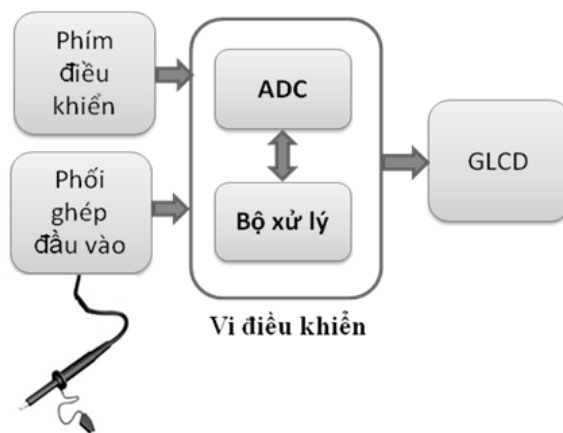 Phím
điều
khiển
ADC
GLCD
Phối
ghép
đầu vào
Bộ xử lý
Vi điều khiển